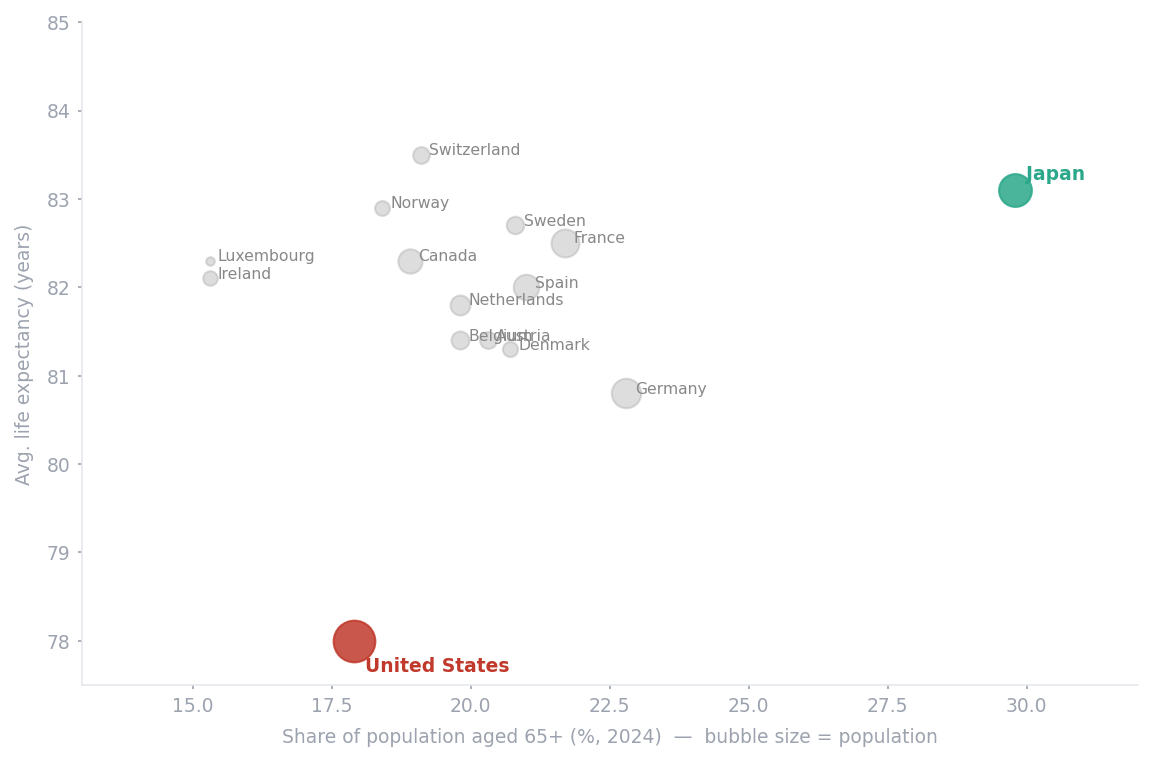 85
84
83
82
81
80
79
78
Avg. life expectancy (years)
Switzerland
Japan
Norway
Sweden
France
Luxembourg
Canada
Ireland
Spain
Netherlands
Belgium
Austria
Denmark
Germany
United States
15.0 17.5 20.0 22.5 25.0 27.5 30.0
Share of population aged 65+ (%, 2024) — bubble size = population